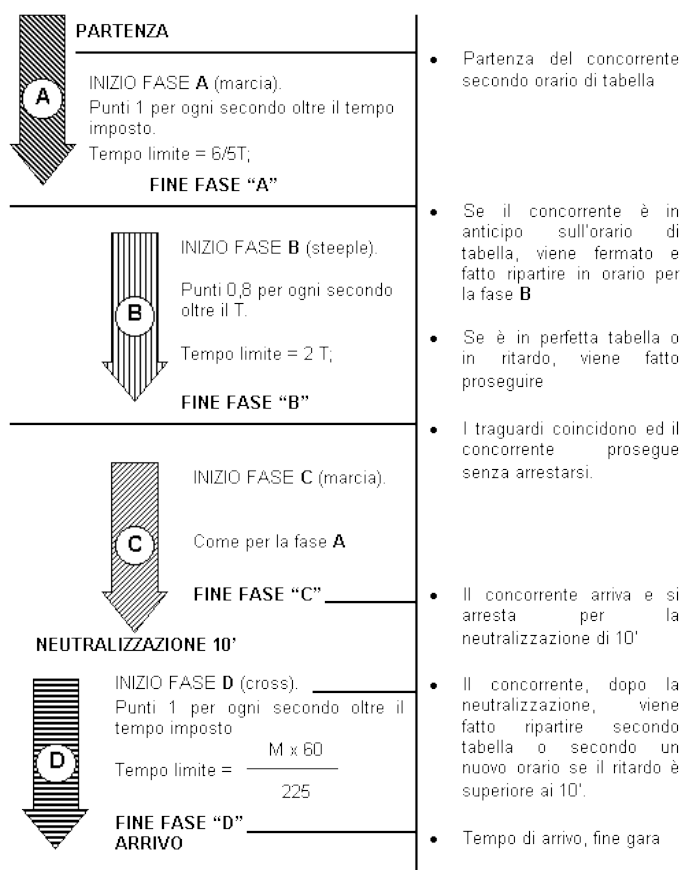 PARTENZA
A
INIZIO FASE A (marcia).
Punti 1 per ogni secondo oltre il tempo
imposto.
Tempo limite = 6/5T;
FINE FASE "A"
• Partenza del concorrente
secondo orario di tabella
B
INIZIO FASE B (steeple).
Punti 0,8 per ogni secondo
oltre il T.
Tempo limite = 2 T;
FINE FASE "B"
• Se il concorrente è in
anticipo sull'orario di
tabella, viene fermato e
fatto ripartire in orario per
la fase B
• Se è in perfetta tabella o
in ritardo, viene fatto
proseguire
C
INIZIO FASE C (marcia).
Come per la fase A
FINE FASE "C"
NEUTRALIZZAZIONE 10'
• I traguardi coincidono ed il
concorrente prosegue
senza arrestarsi.
• Il concorrente arriva e si
arresta per la
neutralizzazione di 10'
D
INIZIO FASE D (cross).
Punti 1 per ogni secondo oltre il
tempo imposto
Tempo limite = M x 60
225
FINE FASE "D"
ARRIVO
• Il concorrente, dopo la
neutralizzazione, viene
fatto ripartire secondo
tabella o secondo un
nuovo orario se il ritardo è
superiore ai 10'.
• Tempo di arrivo, fine gara